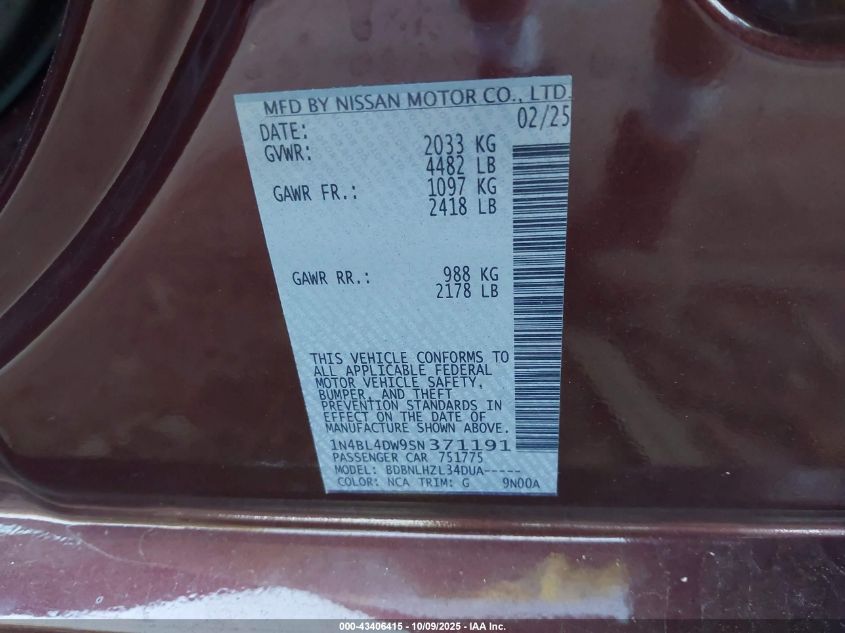 MFD BY NISSAN MOTOR CO., LTD.
DATE: 02/25
GVWR: 2033 KG
4482 LB
GAWR FR.: 1097 KG
2418 LB
GAWR RR.: 988 KG
2178 LB
THIS VEHICLE CONFORMS TO
ALL APPLICABLE FEDERAL
MOTOR VEHICLE SAFETY,
BUMPER, AND THEFT
PREVENTION STANDARDS IN
EFFECT ON THE DATE OF
MANUFACTURE SHOWN ABOVE.
1N4BL4DW9SN371191
PASSENGER CAR 751775
MODEL: BDBNLHZL34DUA-----
COLOR: NCA TRIM: G 9N00A
000-43406415 - 10/09/2025 - IAA Inc.